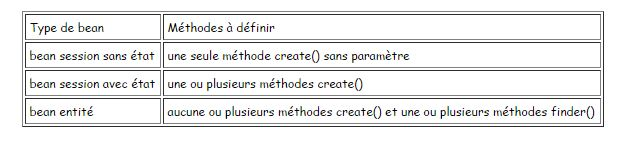 Type de bean Méthodes à définir
bean session sans état une seule méthode create() sans paramètre
bean session avec état une ou plusieurs méthodes create()
bean entité aucune ou plusieurs méthodes create() et une ou plusieurs méthodes finder()